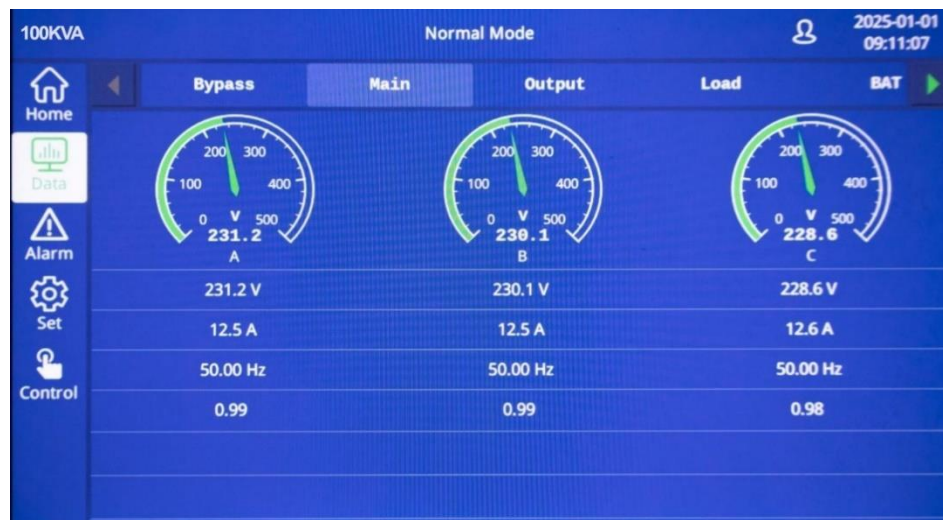 100KVA Normal Mode 2025-01-01
09:11:07
Bypass Main Output Load BAT
Home
Data
Alarm
Set
Control
200 300
100 400
0 V 500
231.2
A
200 300
100 400
0 V 500
230.1
B
200 300
100 400
0 V 500
228.6
C
231.2 V 230.1 V 228.6 V
12.5 A 12.5 A 12.6 A
50.00 Hz 50.00 Hz 50.00 Hz
0.99 0.99 0.98